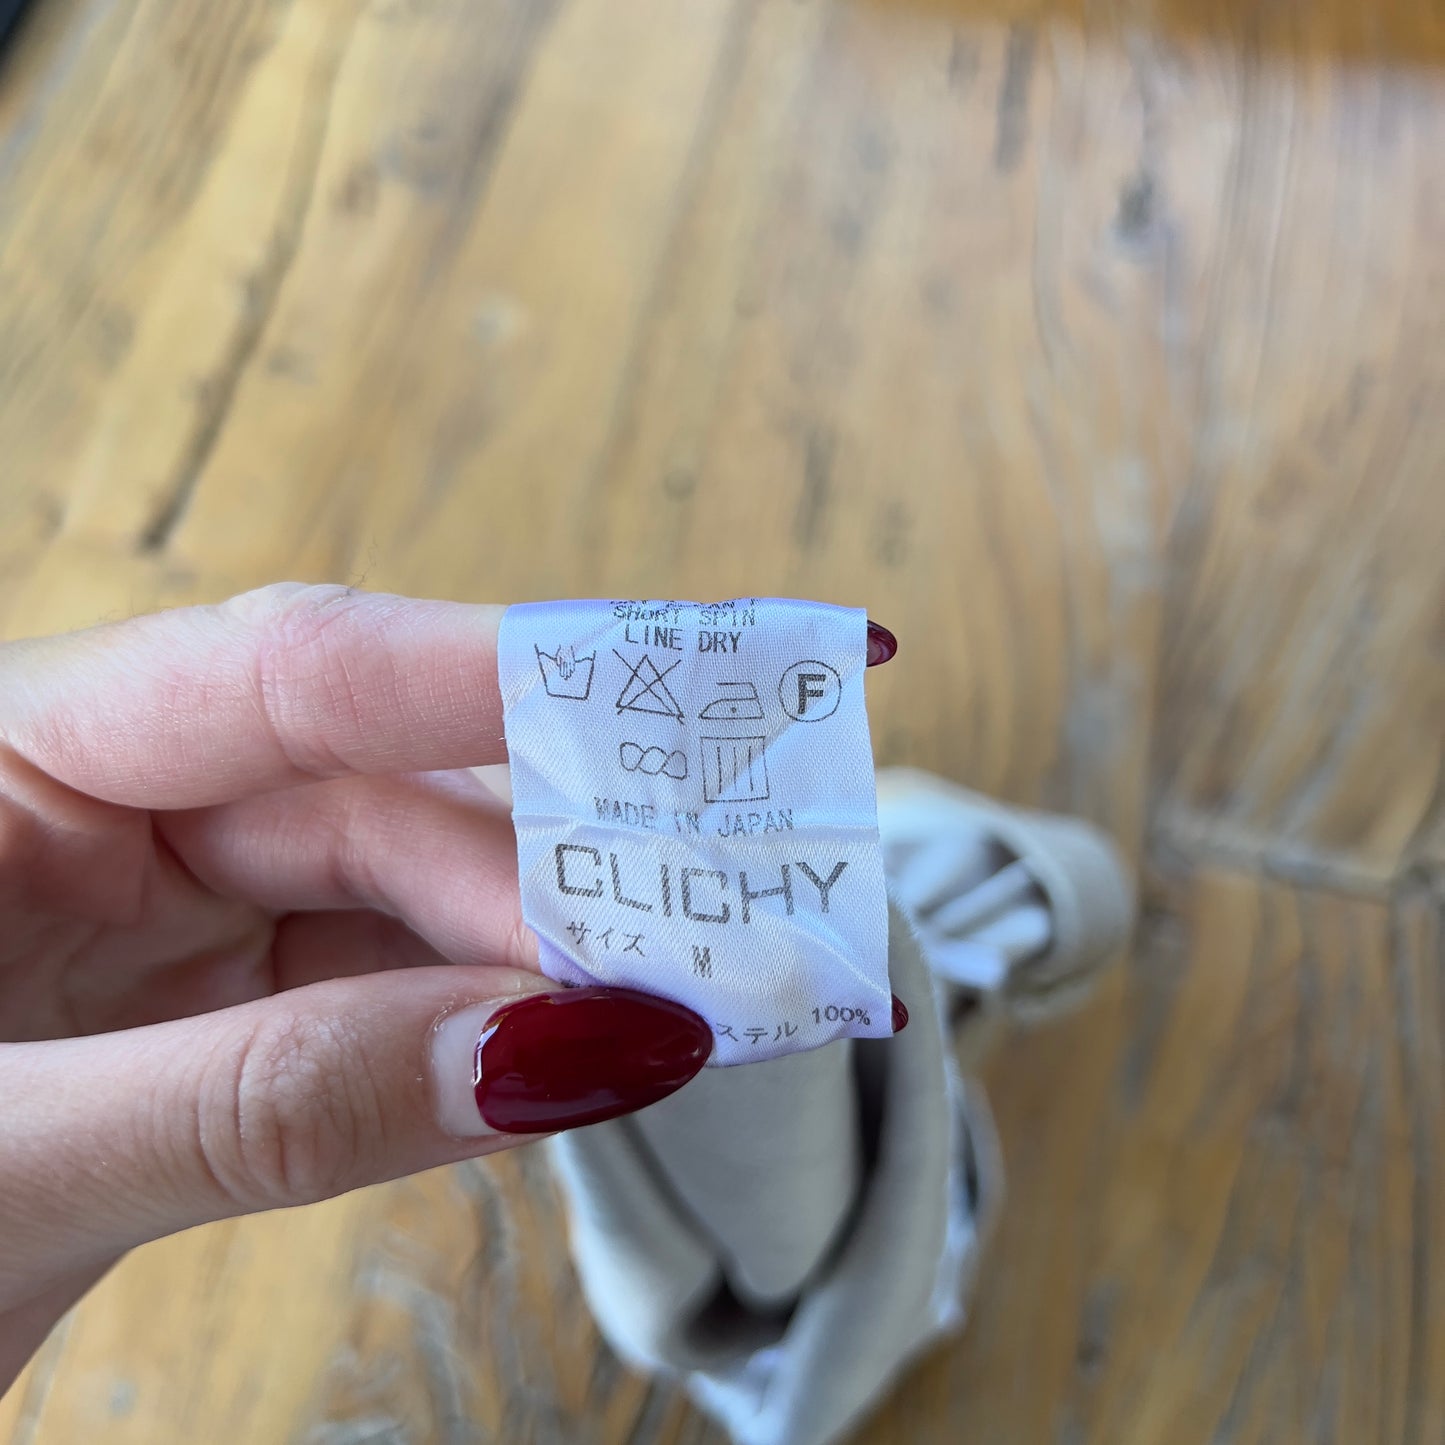 SHORT SPIN
LINE DRY
F
MADE IN JAPAN
CLICHY
サイズ M
ステル 100%